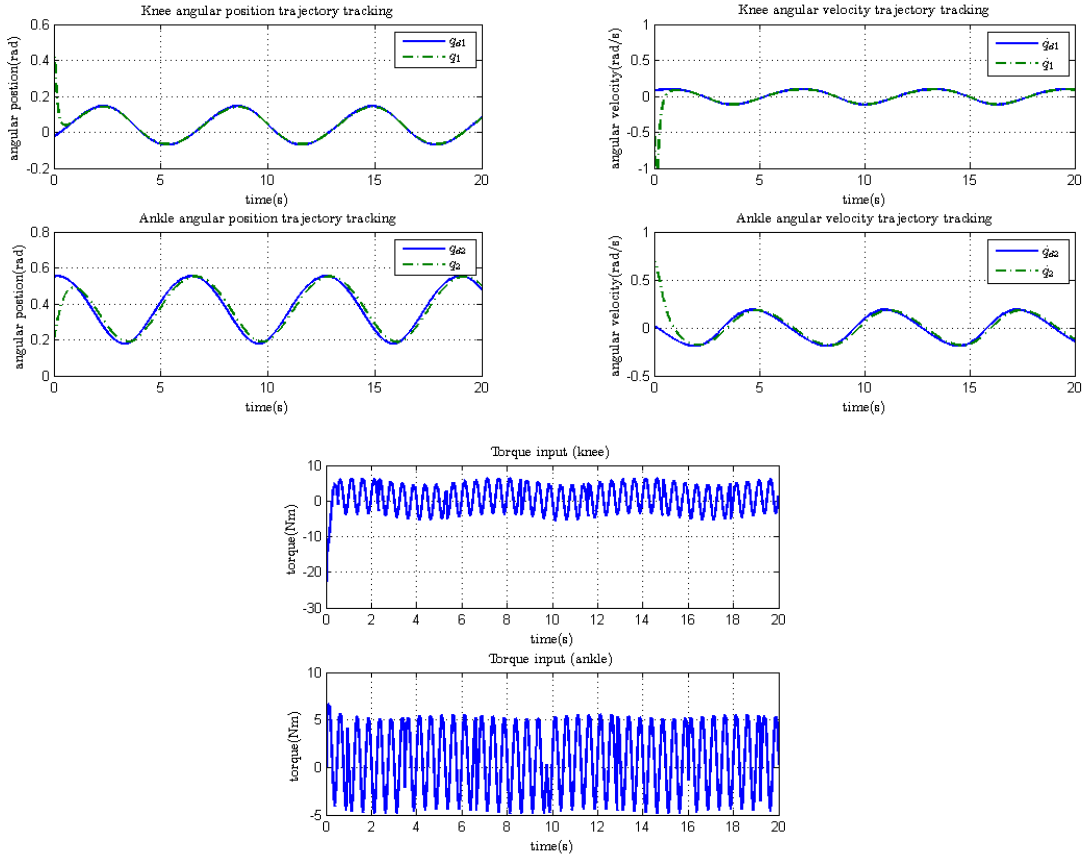 Knee angular position trajectory tracking
angular postion(rad)
0.6
0.4
0.2
0
-0.2
q_d1
q_1
0 5 10 15 20
time(s)
Knee angular velocity trajectory tracking
angular velocity(rad/s)
1
0.5
0
-0.5
-1
q̇_d1
q̇_1
0 5 10 15 20
time(s)
Ankle angular position trajectory tracking
angular postion(rad)
0.8
0.6
0.4
0.2
0
q_d2
q_2
0 5 10 15 20
time(s)
Ankle angular velocity trajectory tracking
angular velocity(rad/s)
1
0.5
0
-0.5
q̇_d2
q̇_2
0 5 10 15 20
time(s)
Torque input (knee)
torque(Nm)
10
0
-10
-20
-30
0 2 4 6 8 10 12 14 16 18 20
time(s)
Torque input (ankle)
torque(Nm)
10
5
0
-5
0 2 4 6 8 10 12 14 16 18 20
time(s)